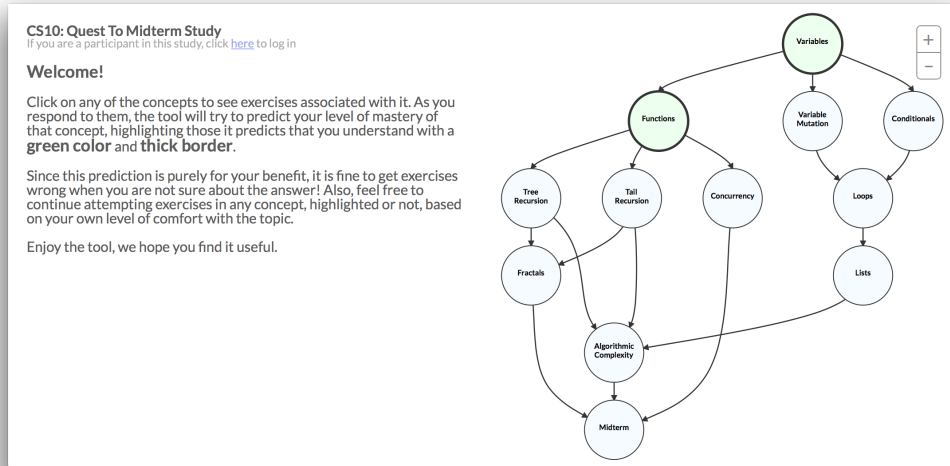 CS10: Quest To Midterm Study
If you are a participant in this study, click here to log in
Welcome!
Click on any of the concepts to see exercises associated with it. As you
respond to them, the tool will try to predict your level of mastery of
that concept, highlighting those it predicts that you understand with a
green color and thick border.
Since this prediction is purely for your benefit, it is fine to get exercises
wrong when you are not sure about the answer! Also, feel free to
continue attempting exercises in any concept, highlighted or not, based
on your own level of comfort with the topic.
Enjoy the tool, we hope you find it useful.
Variables
+
−
Functions
Variable
Mutation
Conditionals
Tree
Recursion
Tail
Recursion
Concurrency
Loops
Fractals
Lists
Algorithmic
Complexity
Midterm